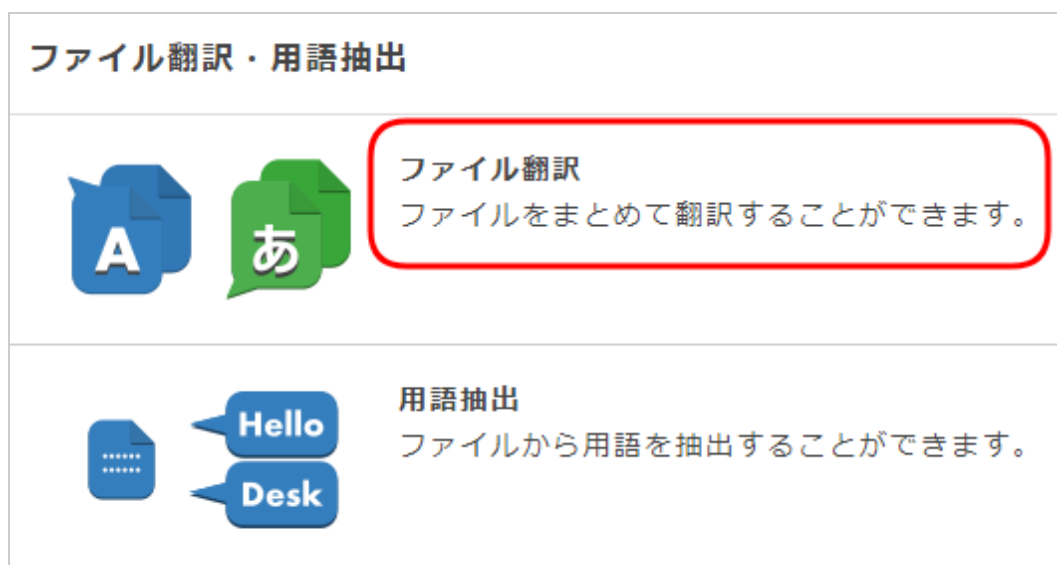 ファイル翻訳・用語抽出
ファイル翻訳
ファイルをまとめて翻訳することができます。
A
あ
用語抽出
ファイルから用語を抽出することができます。
Hello
Desk